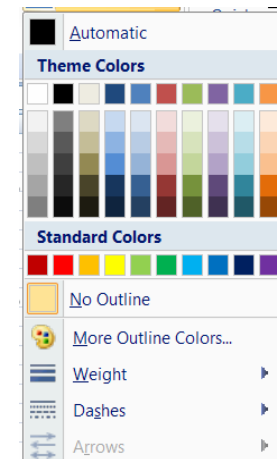 Automatic
Theme Colors
Standard Colors
No Outline
More Outline Colors...
Weight
Dashes
Arrows